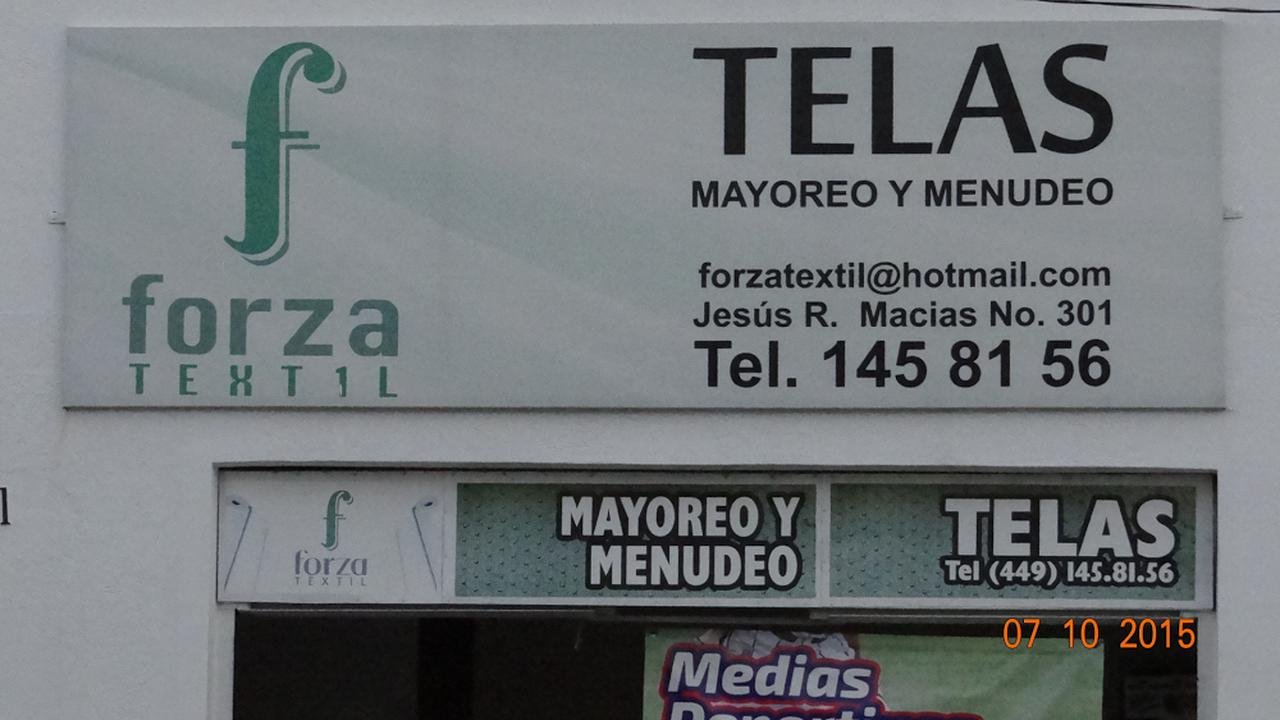 f
forza
TEXTIL
TELAS
MAYOREO Y MENUDEO
forzatextil@hotmail.com
Jesús R. Macias No. 301
Tel. 145 81 56
f
forza
TEXTIL
MAYOREO Y
MENUDEO
TELAS
Tel (449) 145.81.56
07 10 2015
Medias